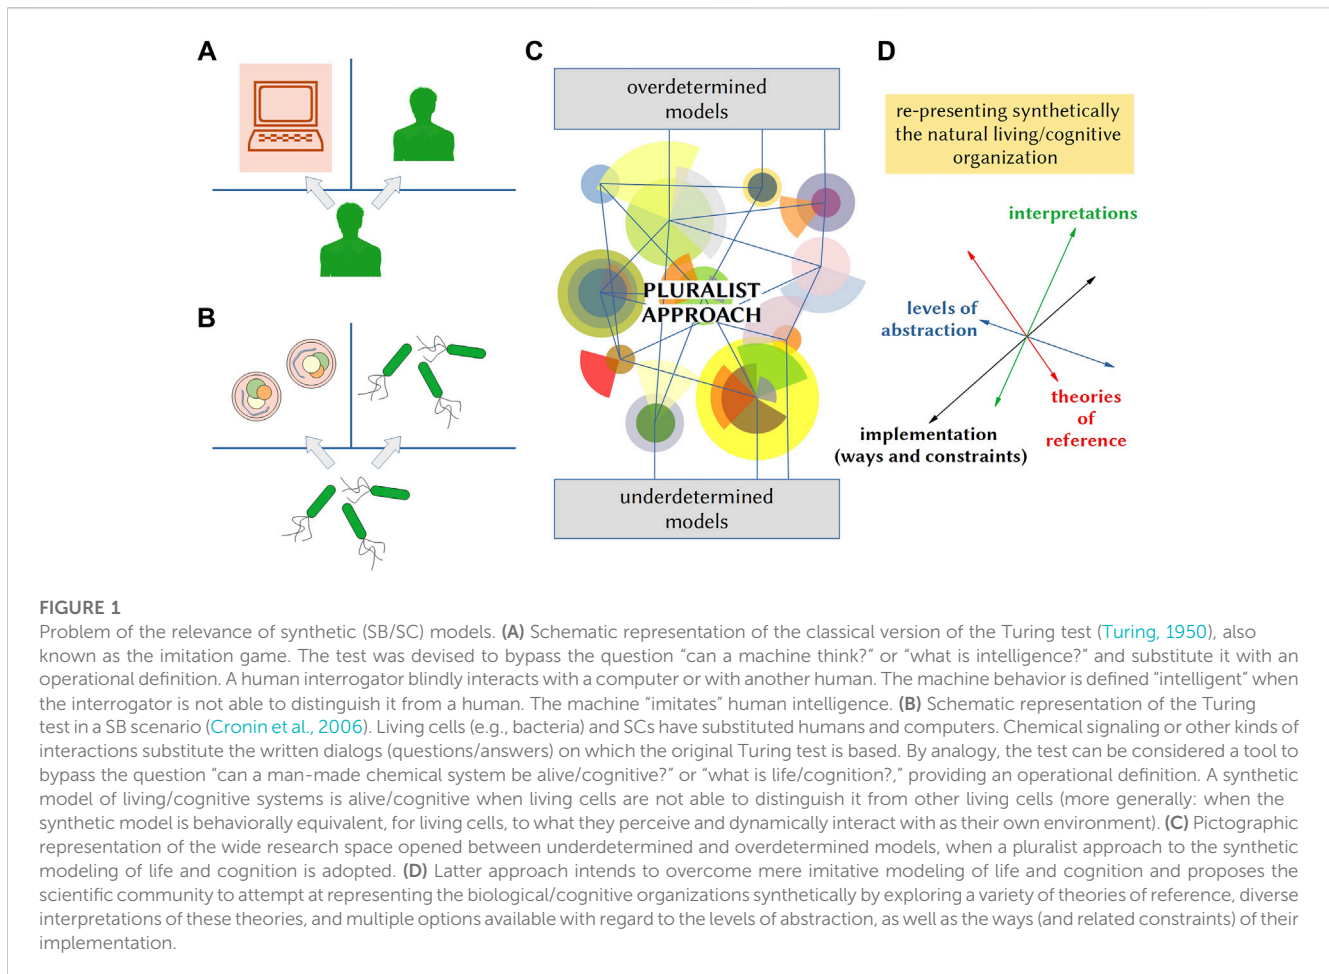 A
B
C
overdetermined
models
PLURALIST
APPROACH
underdetermined
models
D
re-presenting synthetically
the natural living/cognitive
organization
interpretations
levels of
abstraction
theories
of
reference
implementation
(ways and constraints)
FIGURE 1
Problem of the relevance of synthetic (SB/SC) models. (A) Schematic representation of the classical version of the Turing test (Turing, 1950), also
known as the imitation game. The test was devised to bypass the question “can a machine think?” or “what is intelligence?” and substitute it with an
operational definition. A human interrogator blindly interacts with a computer or with another human. The machine behavior is defined “intelligent” when
the interrogator is not able to distinguish it from a human. The machine “imitates” human intelligence. (B) Schematic representation of the Turing
test in a SB scenario (Cronin et al., 2006). Living cells (e.g., bacteria) and SCs have substituted humans and computers. Chemical signaling or other kinds of
interactions substitute the written dialogs (questions/answers) on which the original Turing test is based. By analogy, the test can be considered a tool to
bypass the question “can a man-made chemical system be alive/cognitive?” or “what is life/cognition?,” providing an operational definition. A synthetic
model of living/cognitive systems is alive/cognitive when living cells are not able to distinguish it from other living cells (more generally: when the
synthetic model is behaviorally equivalent, for living cells, to what they perceive and dynamically interact with as their own environment). (C) Pictographic
representation of the wide research space opened between underdetermined and overdetermined models, when a pluralist approach to the synthetic
modeling of life and cognition is adopted. (D) Latter approach intends to overcome mere imitative modeling of life and cognition and proposes the
scientific community to attempt at representing the biological/cognitive organizations synthetically by exploring a variety of theories of reference, diverse
interpretations of these theories, and multiple options available with regard to the levels of abstraction, as well as the ways (and related constraints) of their
implementation.